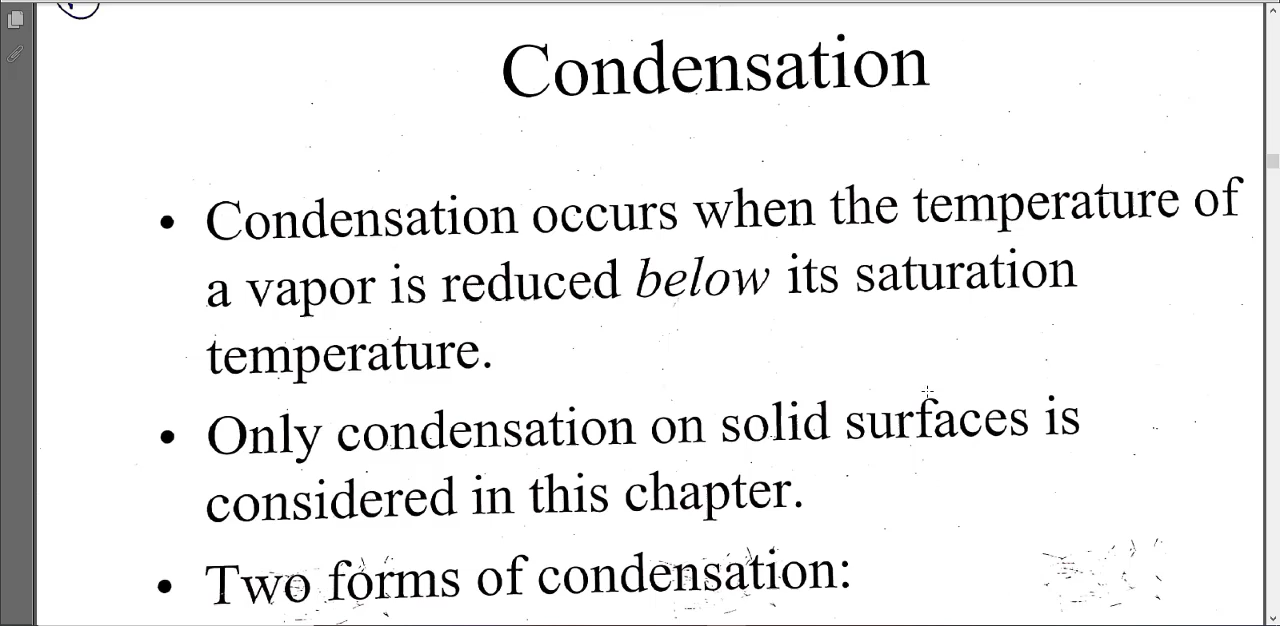 Condensation
• Condensation occurs when the temperature of
a vapor is reduced below its saturation
temperature.
• Only condensation on solid surfaces is
considered in this chapter.
• Two forms of condensation: